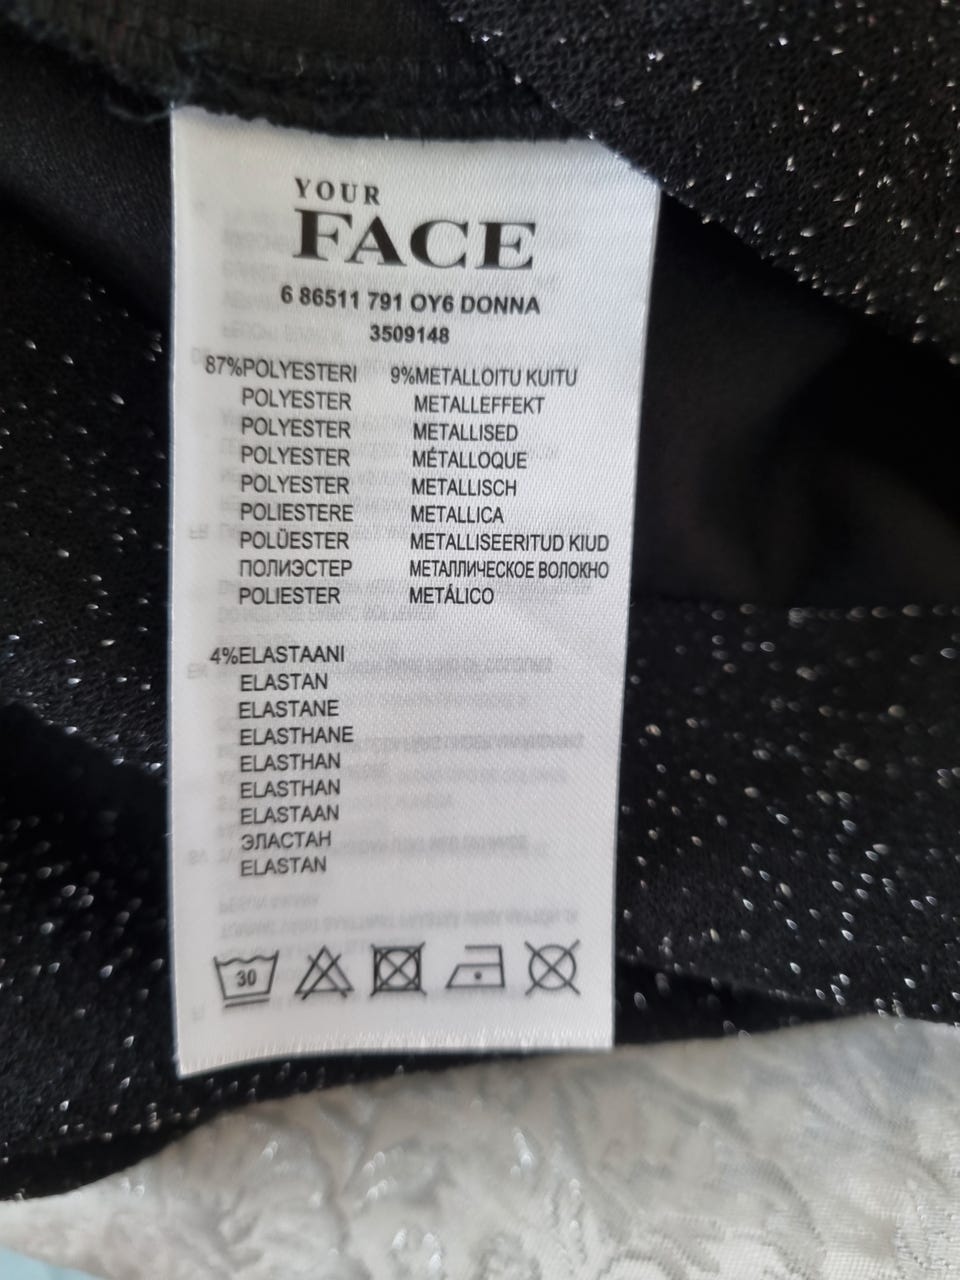 YOUR
FACE
6 86511 791 OY6 DONNA
3509148
87%POLYESTERI 9%METALLOITU KUITU
POLYESTER METALLEFFEKT
POLYESTER METALLISED
POLYESTER MÉTALLOQUE
POLYESTER METALLISCH
POLIESTERE METALLICA
POLÜESTER METALLISEERITUD KIUD
ПОЛИЭСТЕР МЕТАЛЛИЧЕСКОЕ ВОЛОКНО
POLIESTER METÁLICO
4%ELASTAANI
ELASTAN
ELASTANE
ELASTHANE
ELASTHAN
ELASTHAN
ELASTAAN
ЭЛАСТАН
ELASTAN
30